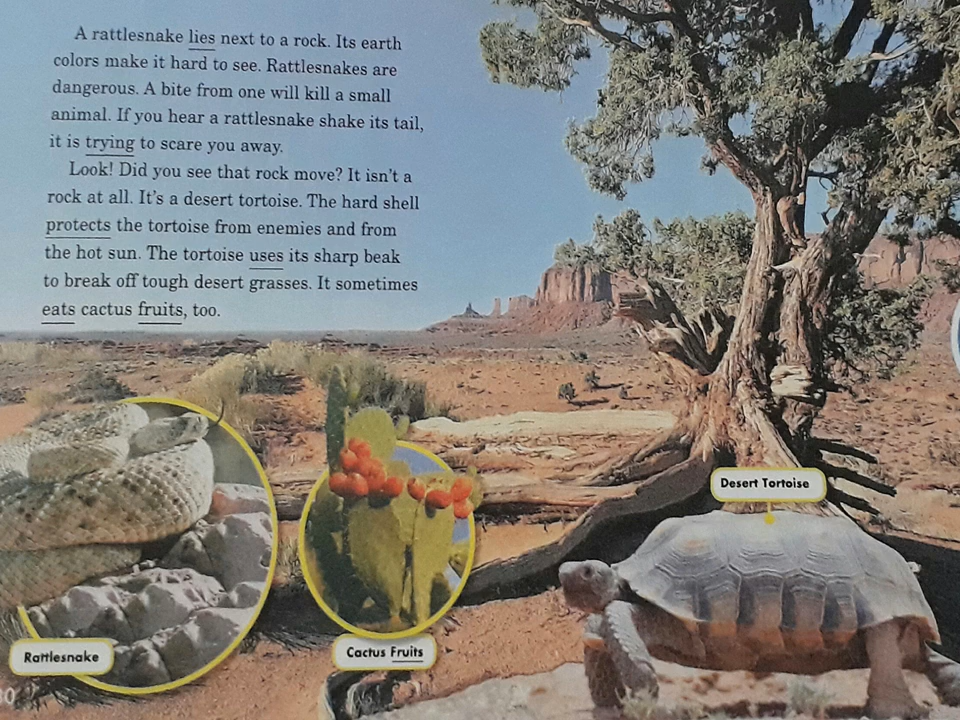 A rattlesnake lies next to a rock. Its earth
colors make it hard to see. Rattlesnakes are
dangerous. A bite from one will kill a small
animal. If you hear a rattlesnake shake its tail,
it is trying to scare you away.
Look! Did you see that rock move? It isn't a
rock at all. It's a desert tortoise. The hard shell
protects the tortoise from enemies and from
the hot sun. The tortoise uses its sharp beak
to break off tough desert grasses. It sometimes
eats cactus fruits, too.
Desert Tortoise
Cactus Fruits
Rattlesnake